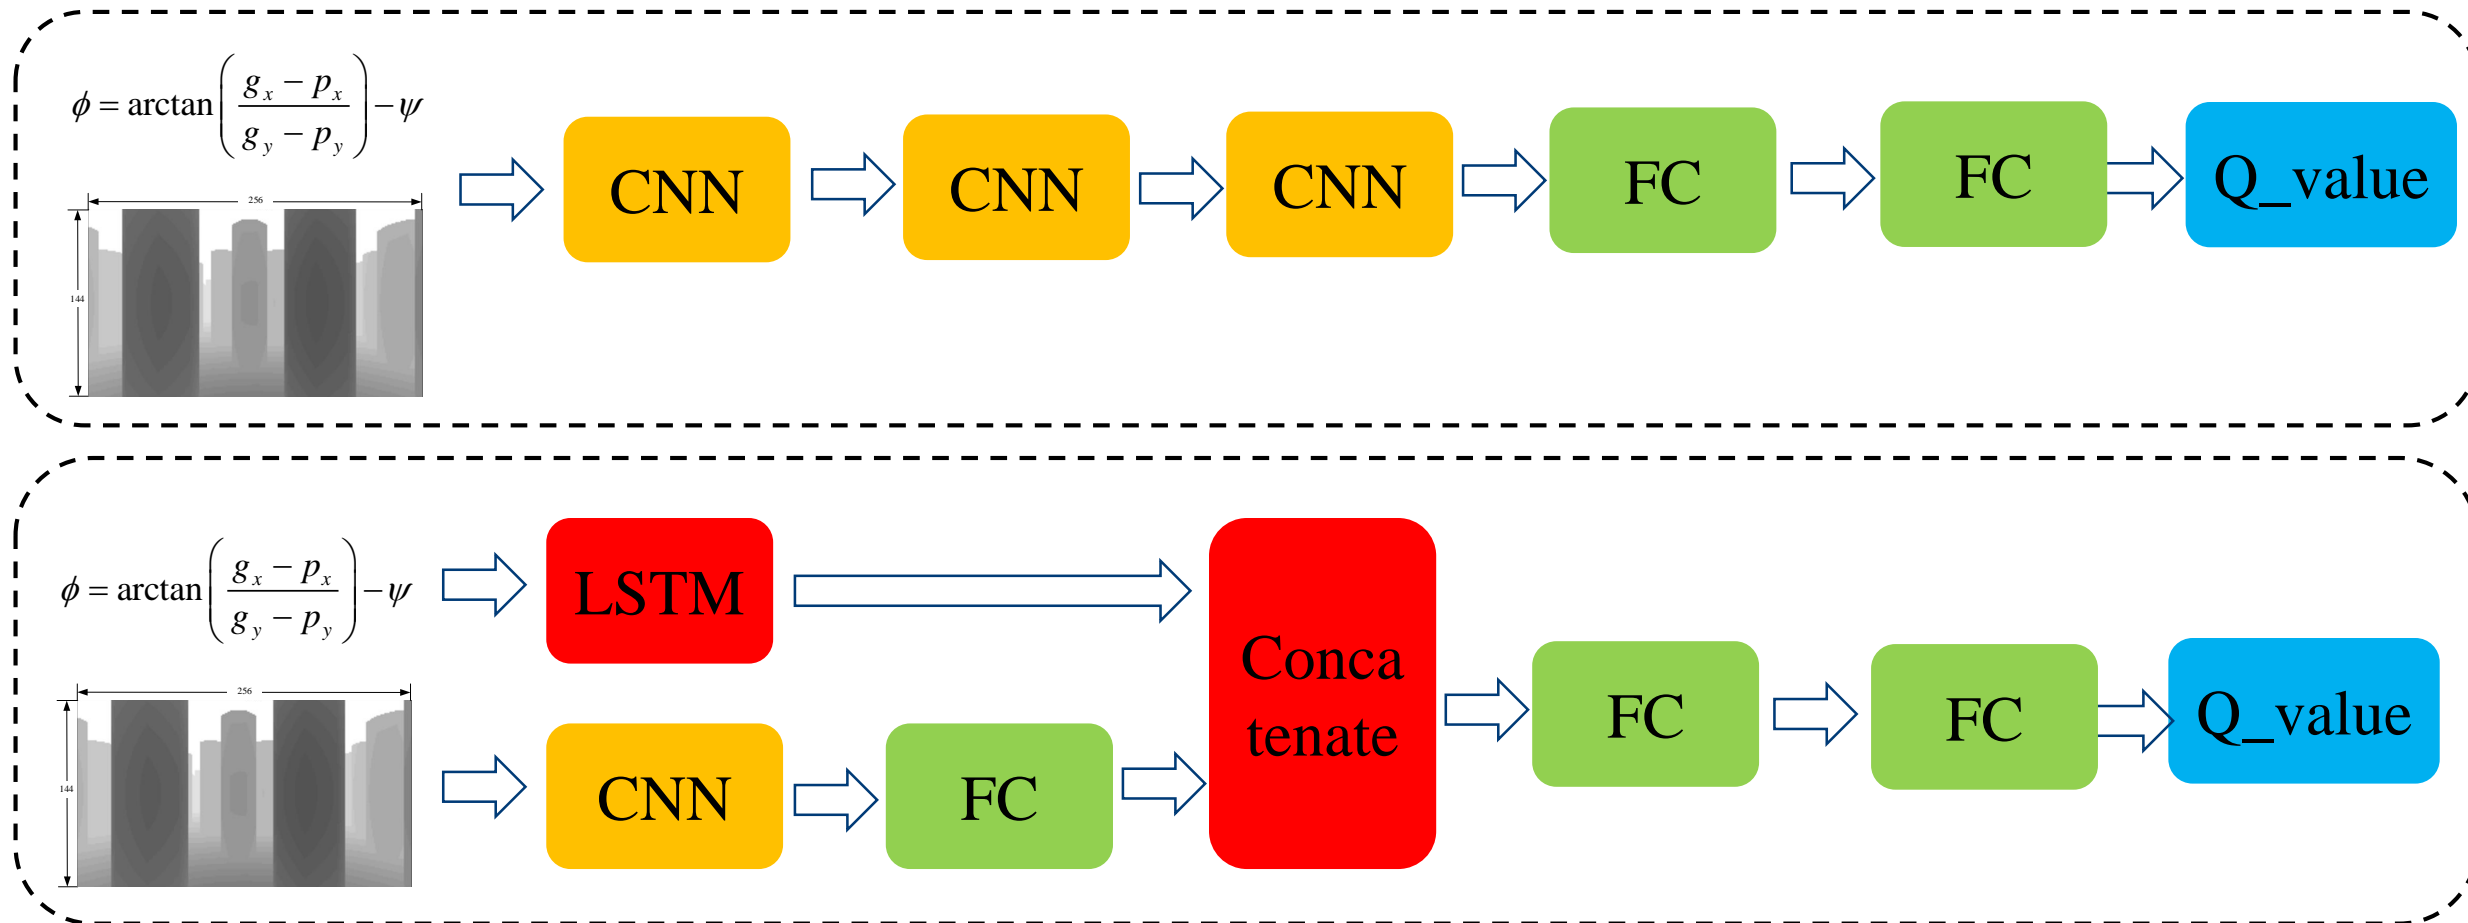 ϕ = arctan( (g_x − p_x) / (g_y − p_y) ) − ψ
256
144
CNN
CNN
CNN
FC
FC
Q_value
ϕ = arctan( (g_x − p_x) / (g_y − p_y) ) − ψ
256
144
LSTM
CNN
FC
Conca
tenate
FC
FC
Q_value